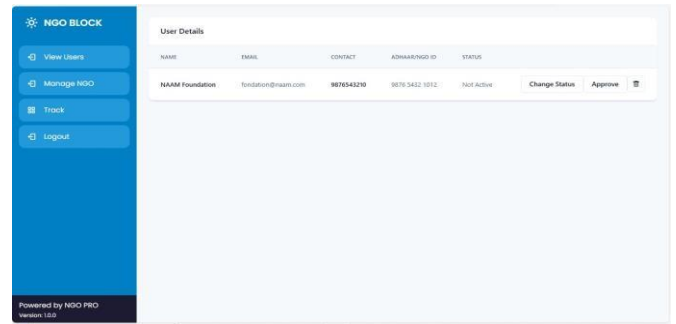 NGO BLOCK
View Users
Manage NGO
Track
Logout
Powered by NGO PRO
Version: 1.0.0
User Details
NAME EMAIL CONTACT ADHAAR/NGO ID STATUS
NAAM Foundation fondation@naam.com 9876543210 9876 5432 1012 Not Active Change Status Approve